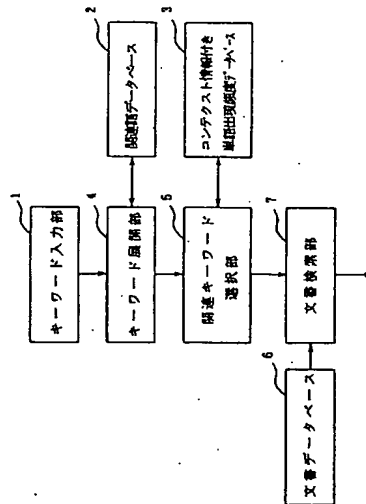 1
キーワード入力部
2
関連語データベース
4
キーワード展開部
3
コンテクスト情報付き
単語出現頻度データベース
5
関連キーワード
選択部
7
文書検索部
6
文書データベース